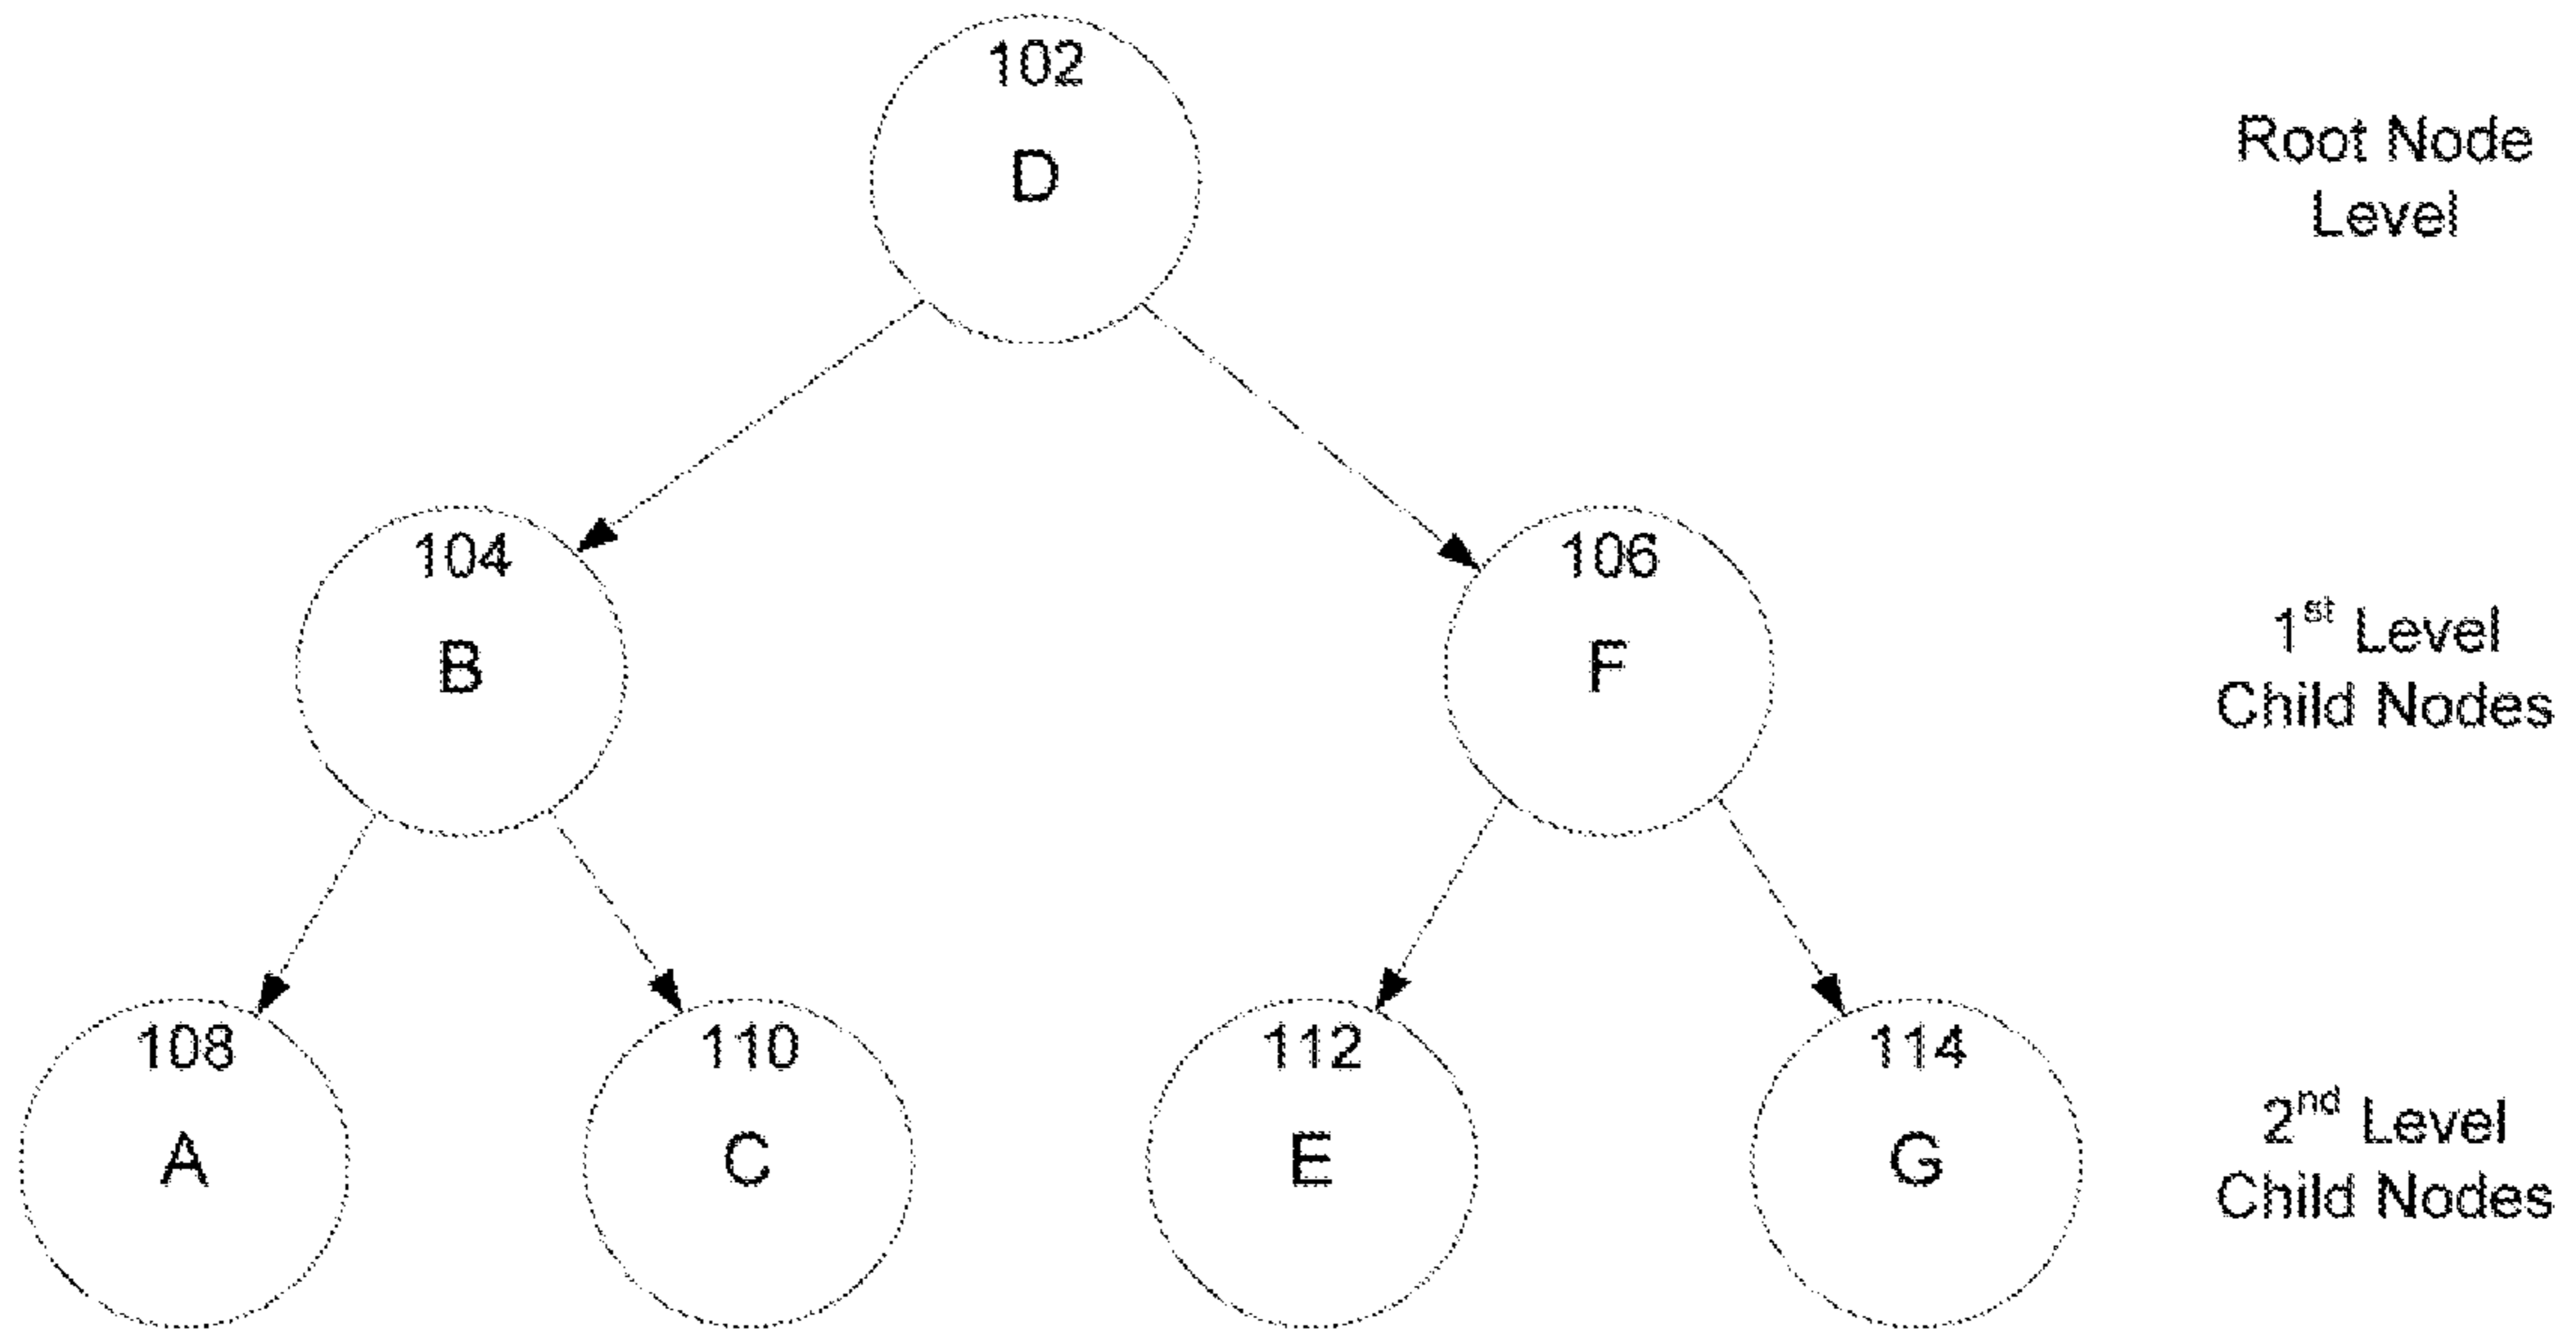 102
D
Root Node
Level
104
B
106
F
1st Level
Child Nodes
108
A
110
C
112
E
114
G
2nd Level
Child Nodes